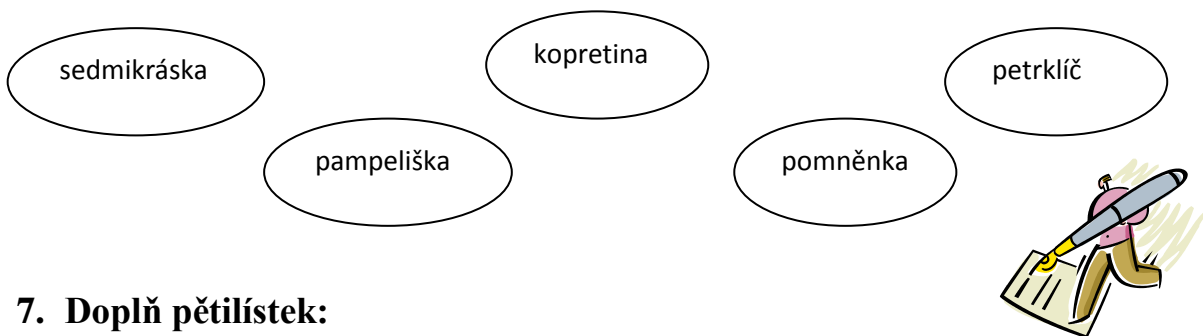 sedmikráska
kopretina
petrklíč
pampeliška
pomněnka
7. Doplň pětilístek: